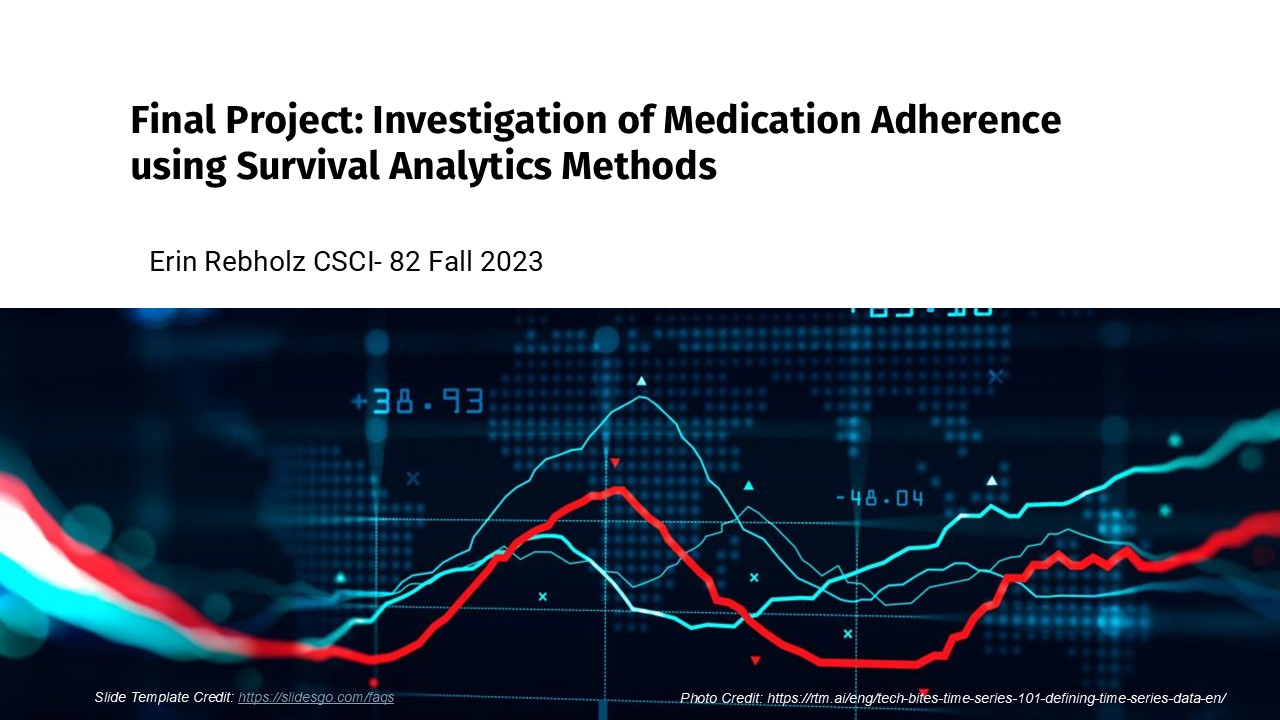 Final Project: Investigation of Medication Adherence
using Survival Analytics Methods
Erin Rebholz CSCI- 82 Fall 2023
+38.93
-48.04
Slide Template Credit: https://slidesgo.com/faqs
Photo Credit: https://rtm.ai/eng/tech-bites-time-series-101-defining-time-series-data-en/